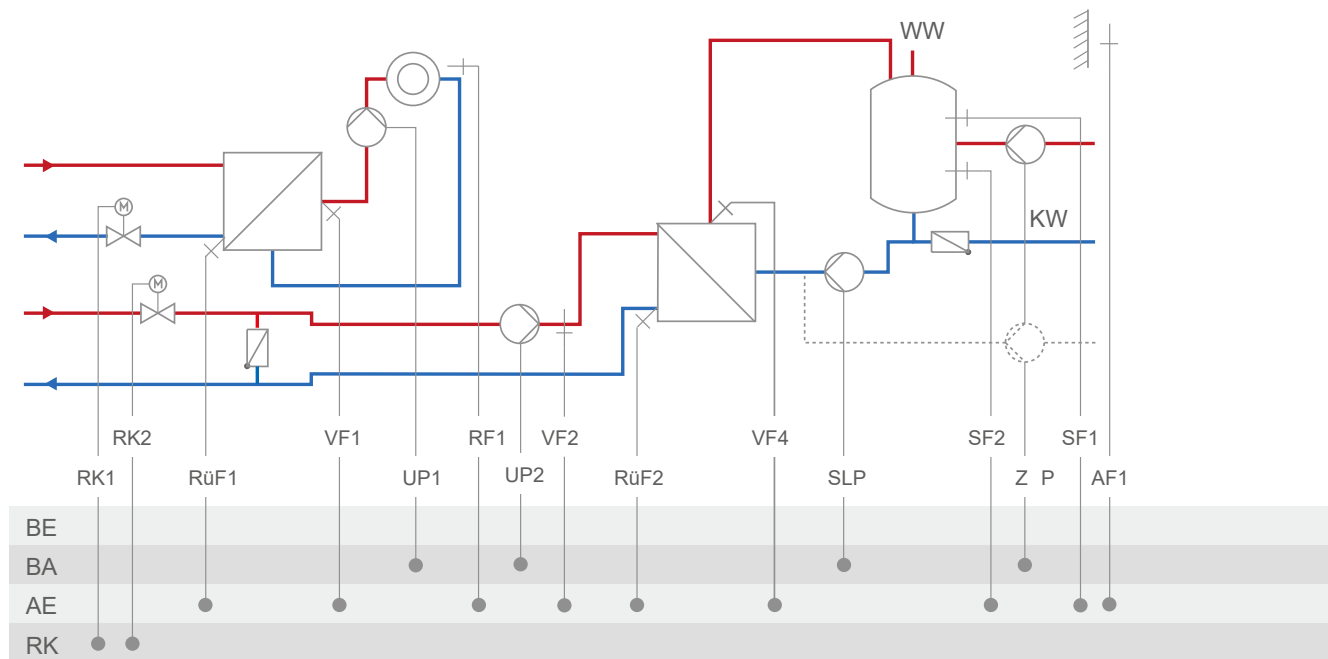 WW
M
KW
M
RK2 VF1 RF1 VF2 VF4 SF2 SF1
RK1 RüF1 UP1 UP2 RüF2 SLP Z P AF1
BE
BA
AE
RK